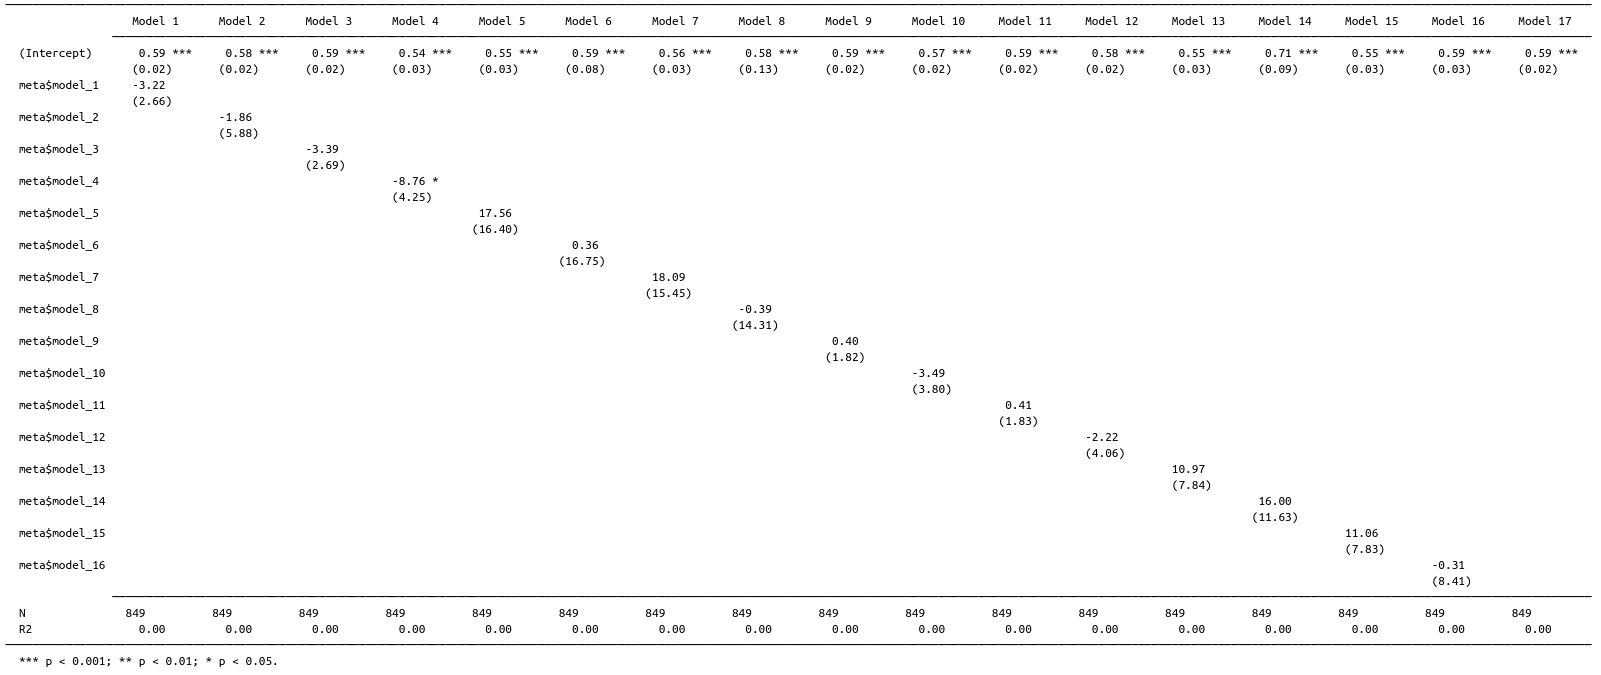 Model 1 Model 2 Model 3 Model 4 Model 5 Model 6 Model 7 Model 8 Model 9 Model 10 Model 11 Model 12 Model 13 Model 14 Model 15 Model 16 Model 17
(Intercept) 0.59 *** 0.58 *** 0.59 *** 0.54 *** 0.55 *** 0.59 *** 0.56 *** 0.58 *** 0.59 *** 0.57 *** 0.59 *** 0.58 *** 0.55 *** 0.71 *** 0.55 *** 0.59 *** 0.59 ***
(0.02) (0.02) (0.02) (0.03) (0.03) (0.08) (0.03) (0.13) (0.02) (0.02) (0.02) (0.02) (0.03) (0.09) (0.03) (0.03) (0.02)
meta$model_1 -3.22
(2.66)
meta$model_2 -1.86
(5.88)
meta$model_3 -3.39
(2.69)
meta$model_4 -8.76 *
(4.25)
meta$model_5 17.56
(16.40)
meta$model_6 0.36
(16.75)
meta$model_7 18.09
(15.45)
meta$model_8 -0.39
(14.31)
meta$model_9 0.40
(1.82)
meta$model_10 -3.49
(3.80)
meta$model_11 0.41
(1.83)
meta$model_12 -2.22
(4.06)
meta$model_13 10.97
(7.84)
meta$model_14 16.00
(11.63)
meta$model_15 11.06
(7.83)
meta$model_16 -0.31
(8.41)
N 849 849 849 849 849 849 849 849 849 849 849 849 849 849 849 849 849
R2 0.00 0.00 0.00 0.00 0.00 0.00 0.00 0.00 0.00 0.00 0.00 0.00 0.00 0.00 0.00 0.00 0.00
*** p < 0.001; ** p < 0.01; * p < 0.05.